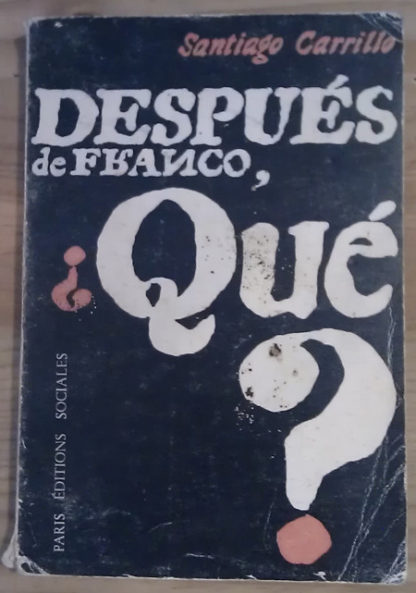 Santiago Carrillo
DESPUÉS
de FRANCO,
¿Qué
?
PARIS ÉDITIONS SOCIALES